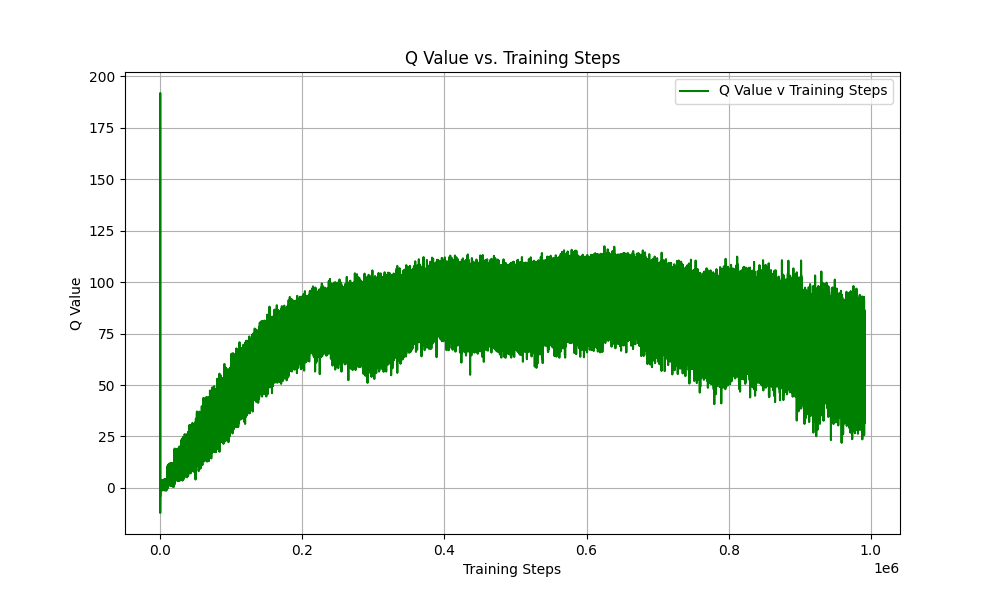 Q Value vs. Training Steps
Q Value v Training Steps
200
175
150
125
100
75
50
25
0
Q Value
0.0 0.2 0.4 0.6 0.8 1.0
1e6
Training Steps